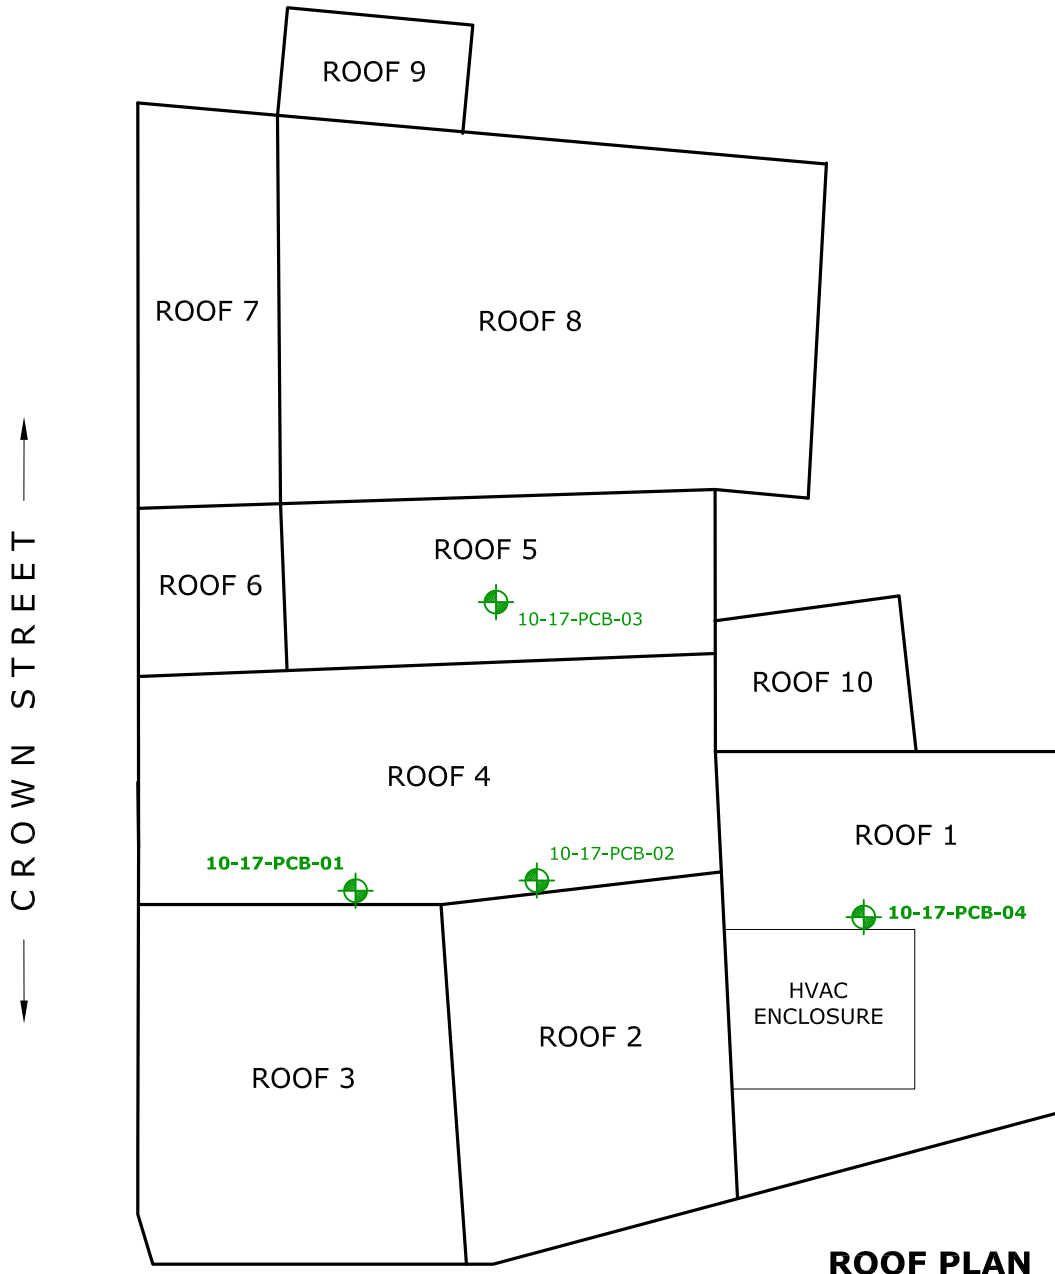 ROOF 9
ROOF 7
ROOF 8
CROWN STREET
ROOF 5
ROOF 6
10-17-PCB-03
ROOF 10
ROOF 4
ROOF 1
10-17-PCB-01
10-17-PCB-02
10-17-PCB-04
HVAC
ENCLOSURE
ROOF 2
ROOF 3
ROOF PLAN